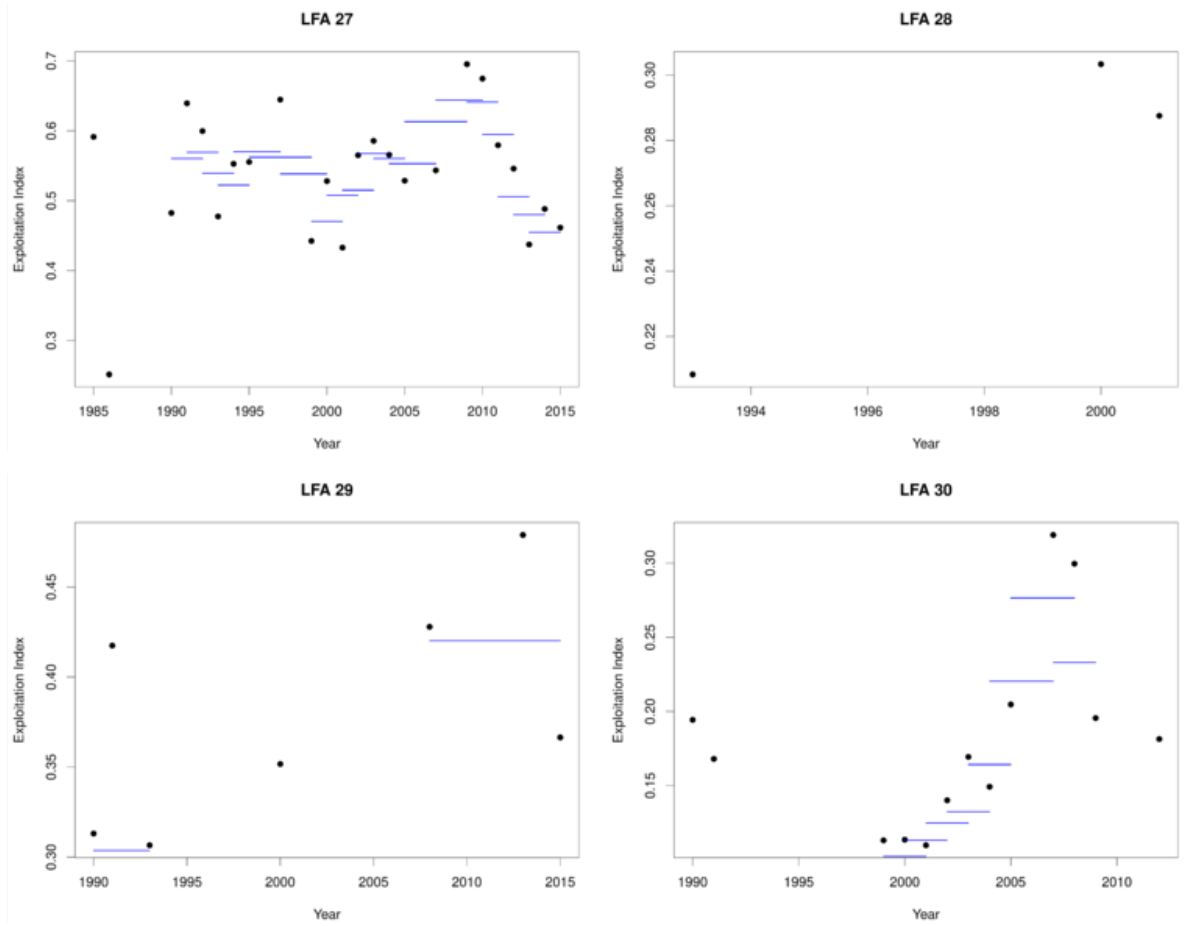 LFA 27
Exploitation Index
0.7
0.6
0.5
0.4
0.3
1985 1990 1995 2000 2005 2010 2015
Year
LFA 28
Exploitation Index
0.30
0.28
0.26
0.24
0.22
1994 1996 1998 2000
Year
LFA 29
Exploitation Index
0.45
0.40
0.35
0.30
1990 1995 2000 2005 2010 2015
Year
LFA 30
Exploitation Index
0.30
0.25
0.20
0.15
1990 1995 2000 2005 2010
Year